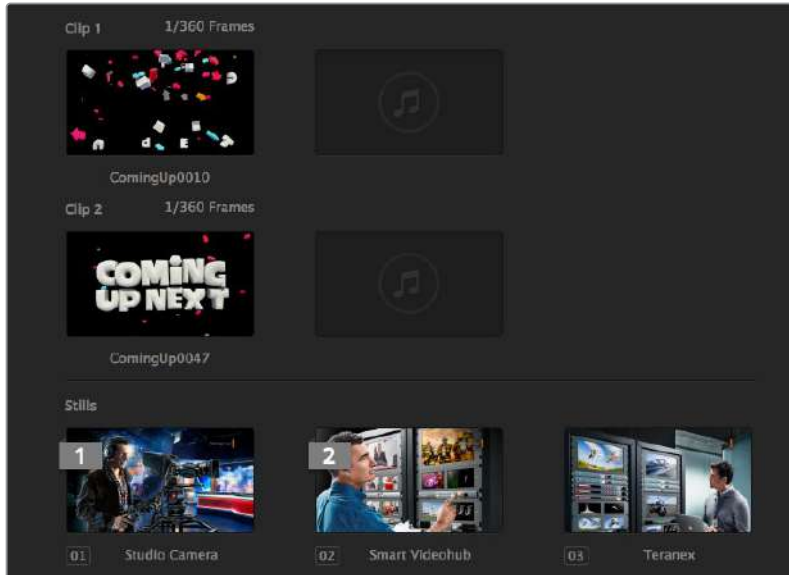 Clip 1 1/360 Frames
ComingUp0010
Clip 2 1/360 Frames
COMiNG
UP NEXT
ComingUp0047
Stills
1 2
01 Studio Camera 02 Smart Videohub 03 Teranex